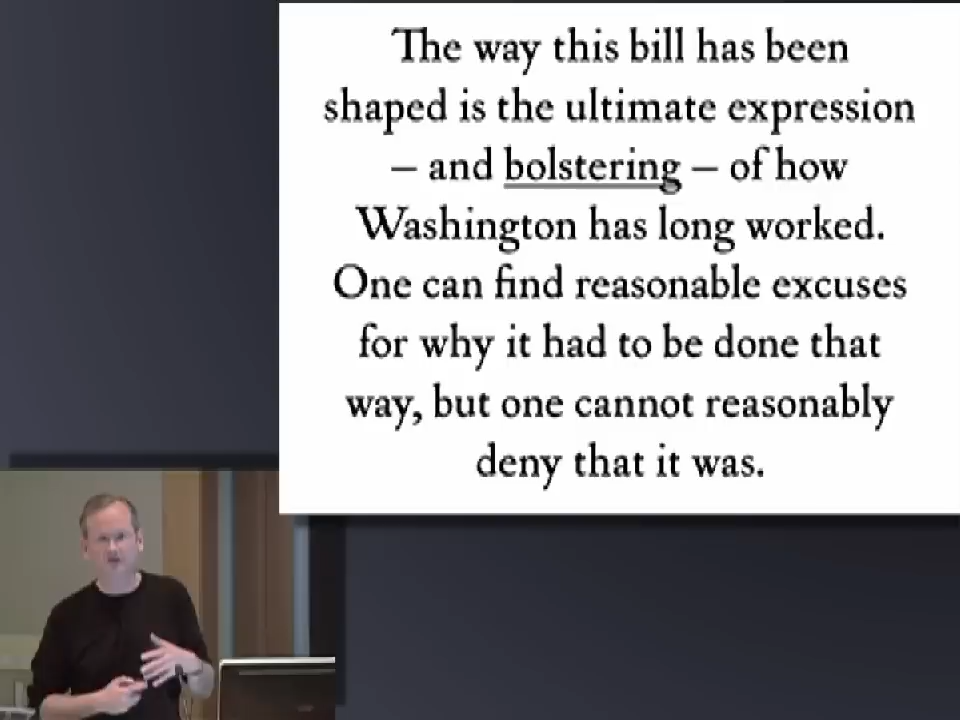 The way this bill has been
shaped is the ultimate expression
– and bolstering – of how
Washington has long worked.
One can find reasonable excuses
for why it had to be done that
way, but one cannot reasonably
deny that it was.